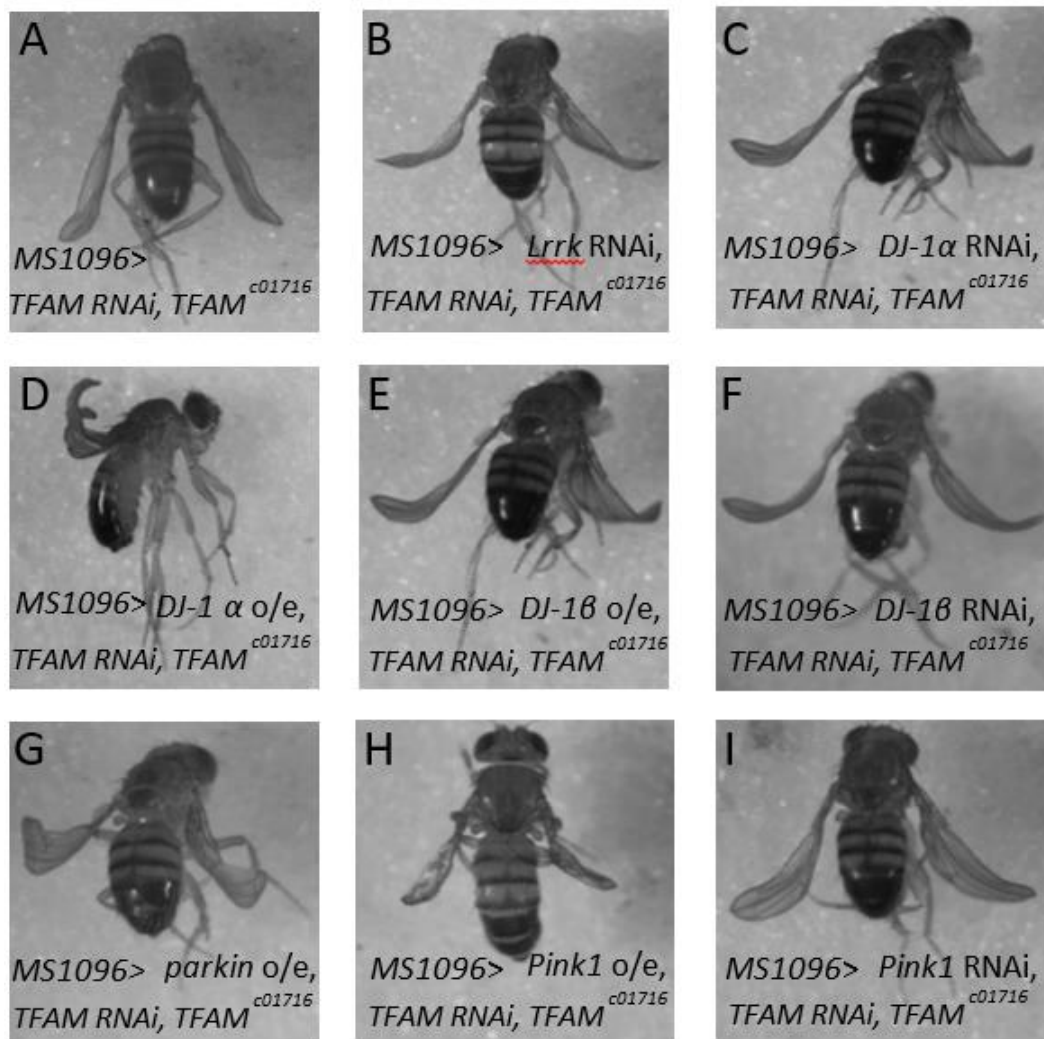 A
MS1096>
TFAM RNAi, TFAM c01716
B
MS1096> Lrrk RNAi,
TFAM RNAi, TFAM c01716
C
MS1096> DJ-1α RNAi,
TFAM RNAi, TFAM c01716
D
MS1096> DJ-1 α o/e,
TFAM RNAi, TFAM c01716
E
MS1096> DJ-1β o/e,
TFAM RNAi, TFAM c01716
F
MS1096> DJ-1β RNAi,
TFAM RNAi, TFAM c01716
G
MS1096> parkin o/e,
TFAM RNAi, TFAM c01716
H
MS1096> Pink1 o/e,
TFAM RNAi, TFAM c01716
I
MS1096> Pink1 RNAi,
TFAM RNAi, TFAM c01716